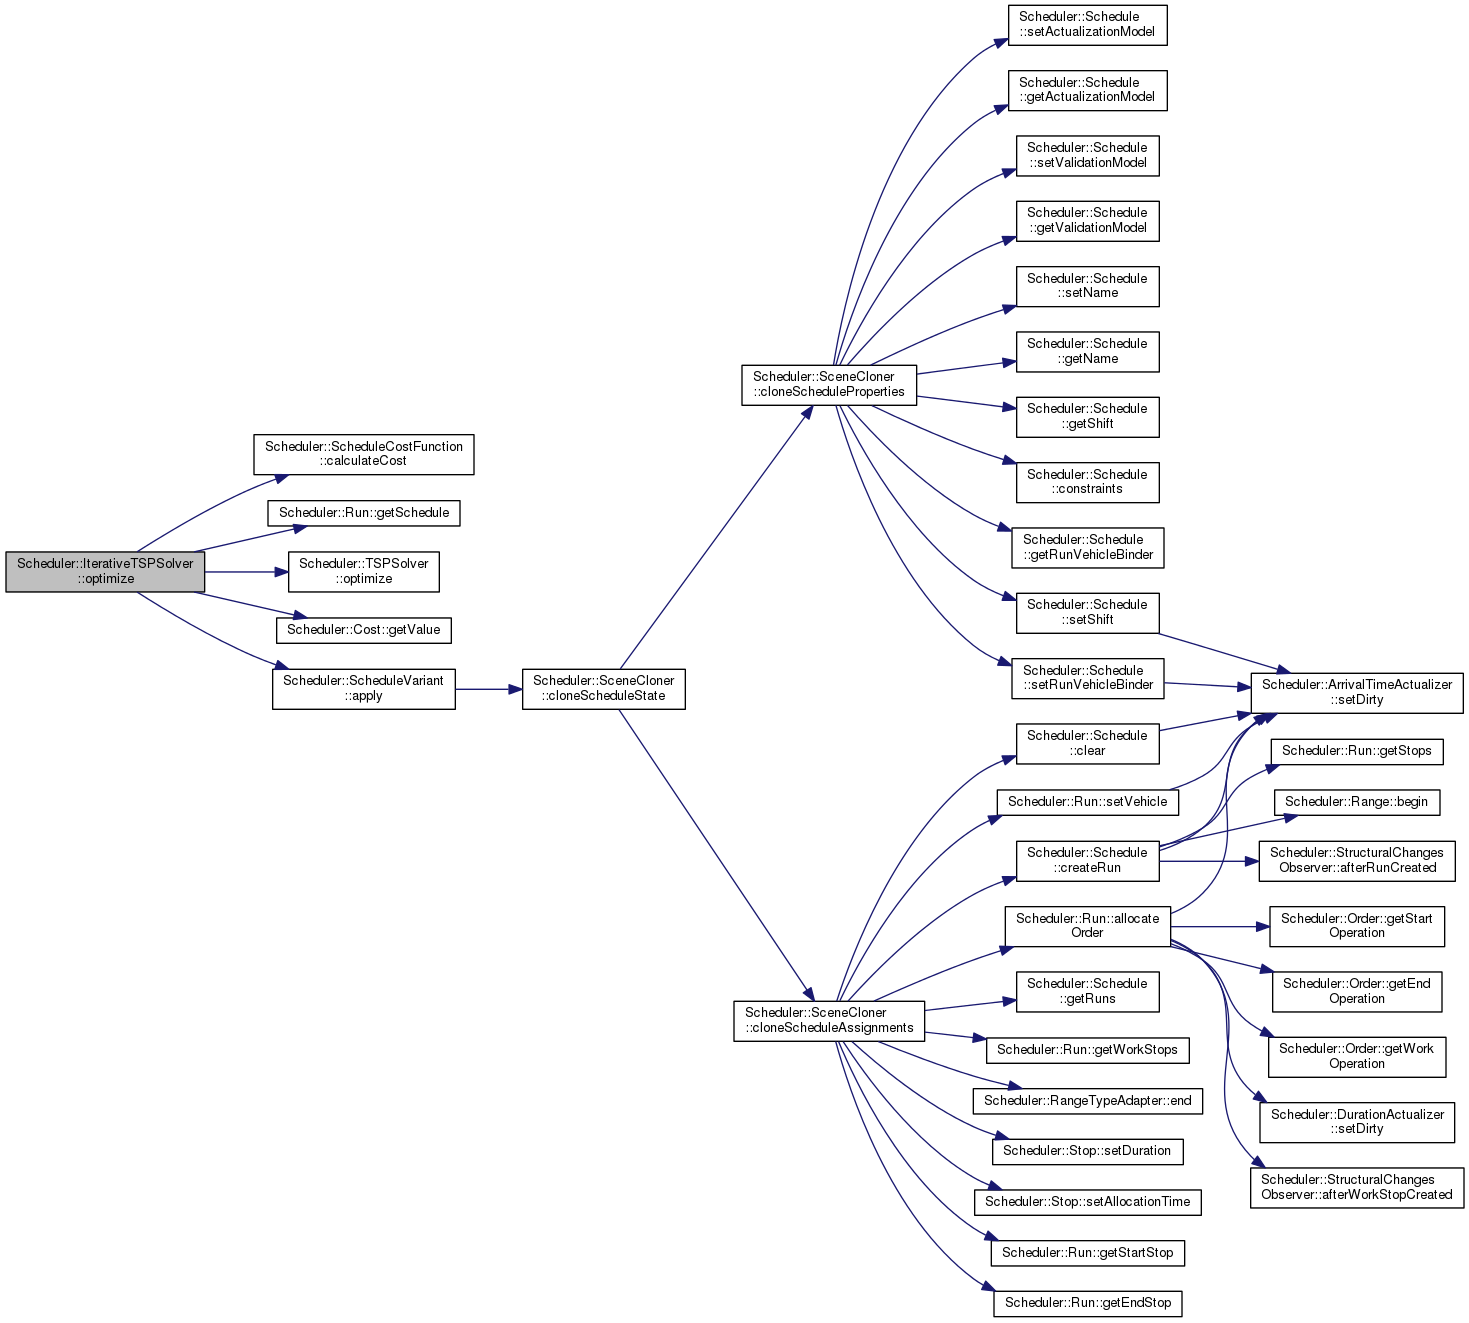 Scheduler::IterativeTSPSolver
::optimize
Scheduler::ScheduleCostFunction
::calculateCost
Scheduler::Run::getSchedule
Scheduler::TSPSolver
::optimize
Scheduler::Cost::getValue
Scheduler::ScheduleVariant
::apply
Scheduler::SceneCloner
::cloneScheduleState
Scheduler::SceneCloner
::cloneScheduleProperties
Scheduler::SceneCloner
::cloneScheduleAssignments
Scheduler::Schedule
::setActualizationModel
Scheduler::Schedule
::getActualizationModel
Scheduler::Schedule
::setValidationModel
Scheduler::Schedule
::getValidationModel
Scheduler::Schedule
::setName
Scheduler::Schedule
::getName
Scheduler::Schedule
::getShift
Scheduler::Schedule
::constraints
Scheduler::Schedule
::getRunVehicleBinder
Scheduler::Schedule
::setShift
Scheduler::Schedule
::setRunVehicleBinder
Scheduler::Schedule
::clear
Scheduler::Run::setVehicle
Scheduler::Schedule
::createRun
Scheduler::Run::allocate
Order
Scheduler::Schedule
::getRuns
Scheduler::Run::getWorkStops
Scheduler::RangeTypeAdapter::end
Scheduler::Stop::setDuration
Scheduler::Stop::setAllocationTime
Scheduler::Run::getStartStop
Scheduler::Run::getEndStop
Scheduler::ArrivalTimeActualizer
::setDirty
Scheduler::Run::getStops
Scheduler::Range::begin
Scheduler::StructuralChanges
Observer::afterRunCreated
Scheduler::Order::getStart
Operation
Scheduler::Order::getEnd
Operation
Scheduler::Order::getWork
Operation
Scheduler::DurationActualizer
::setDirty
Scheduler::StructuralChanges
Observer::afterWorkStopCreated